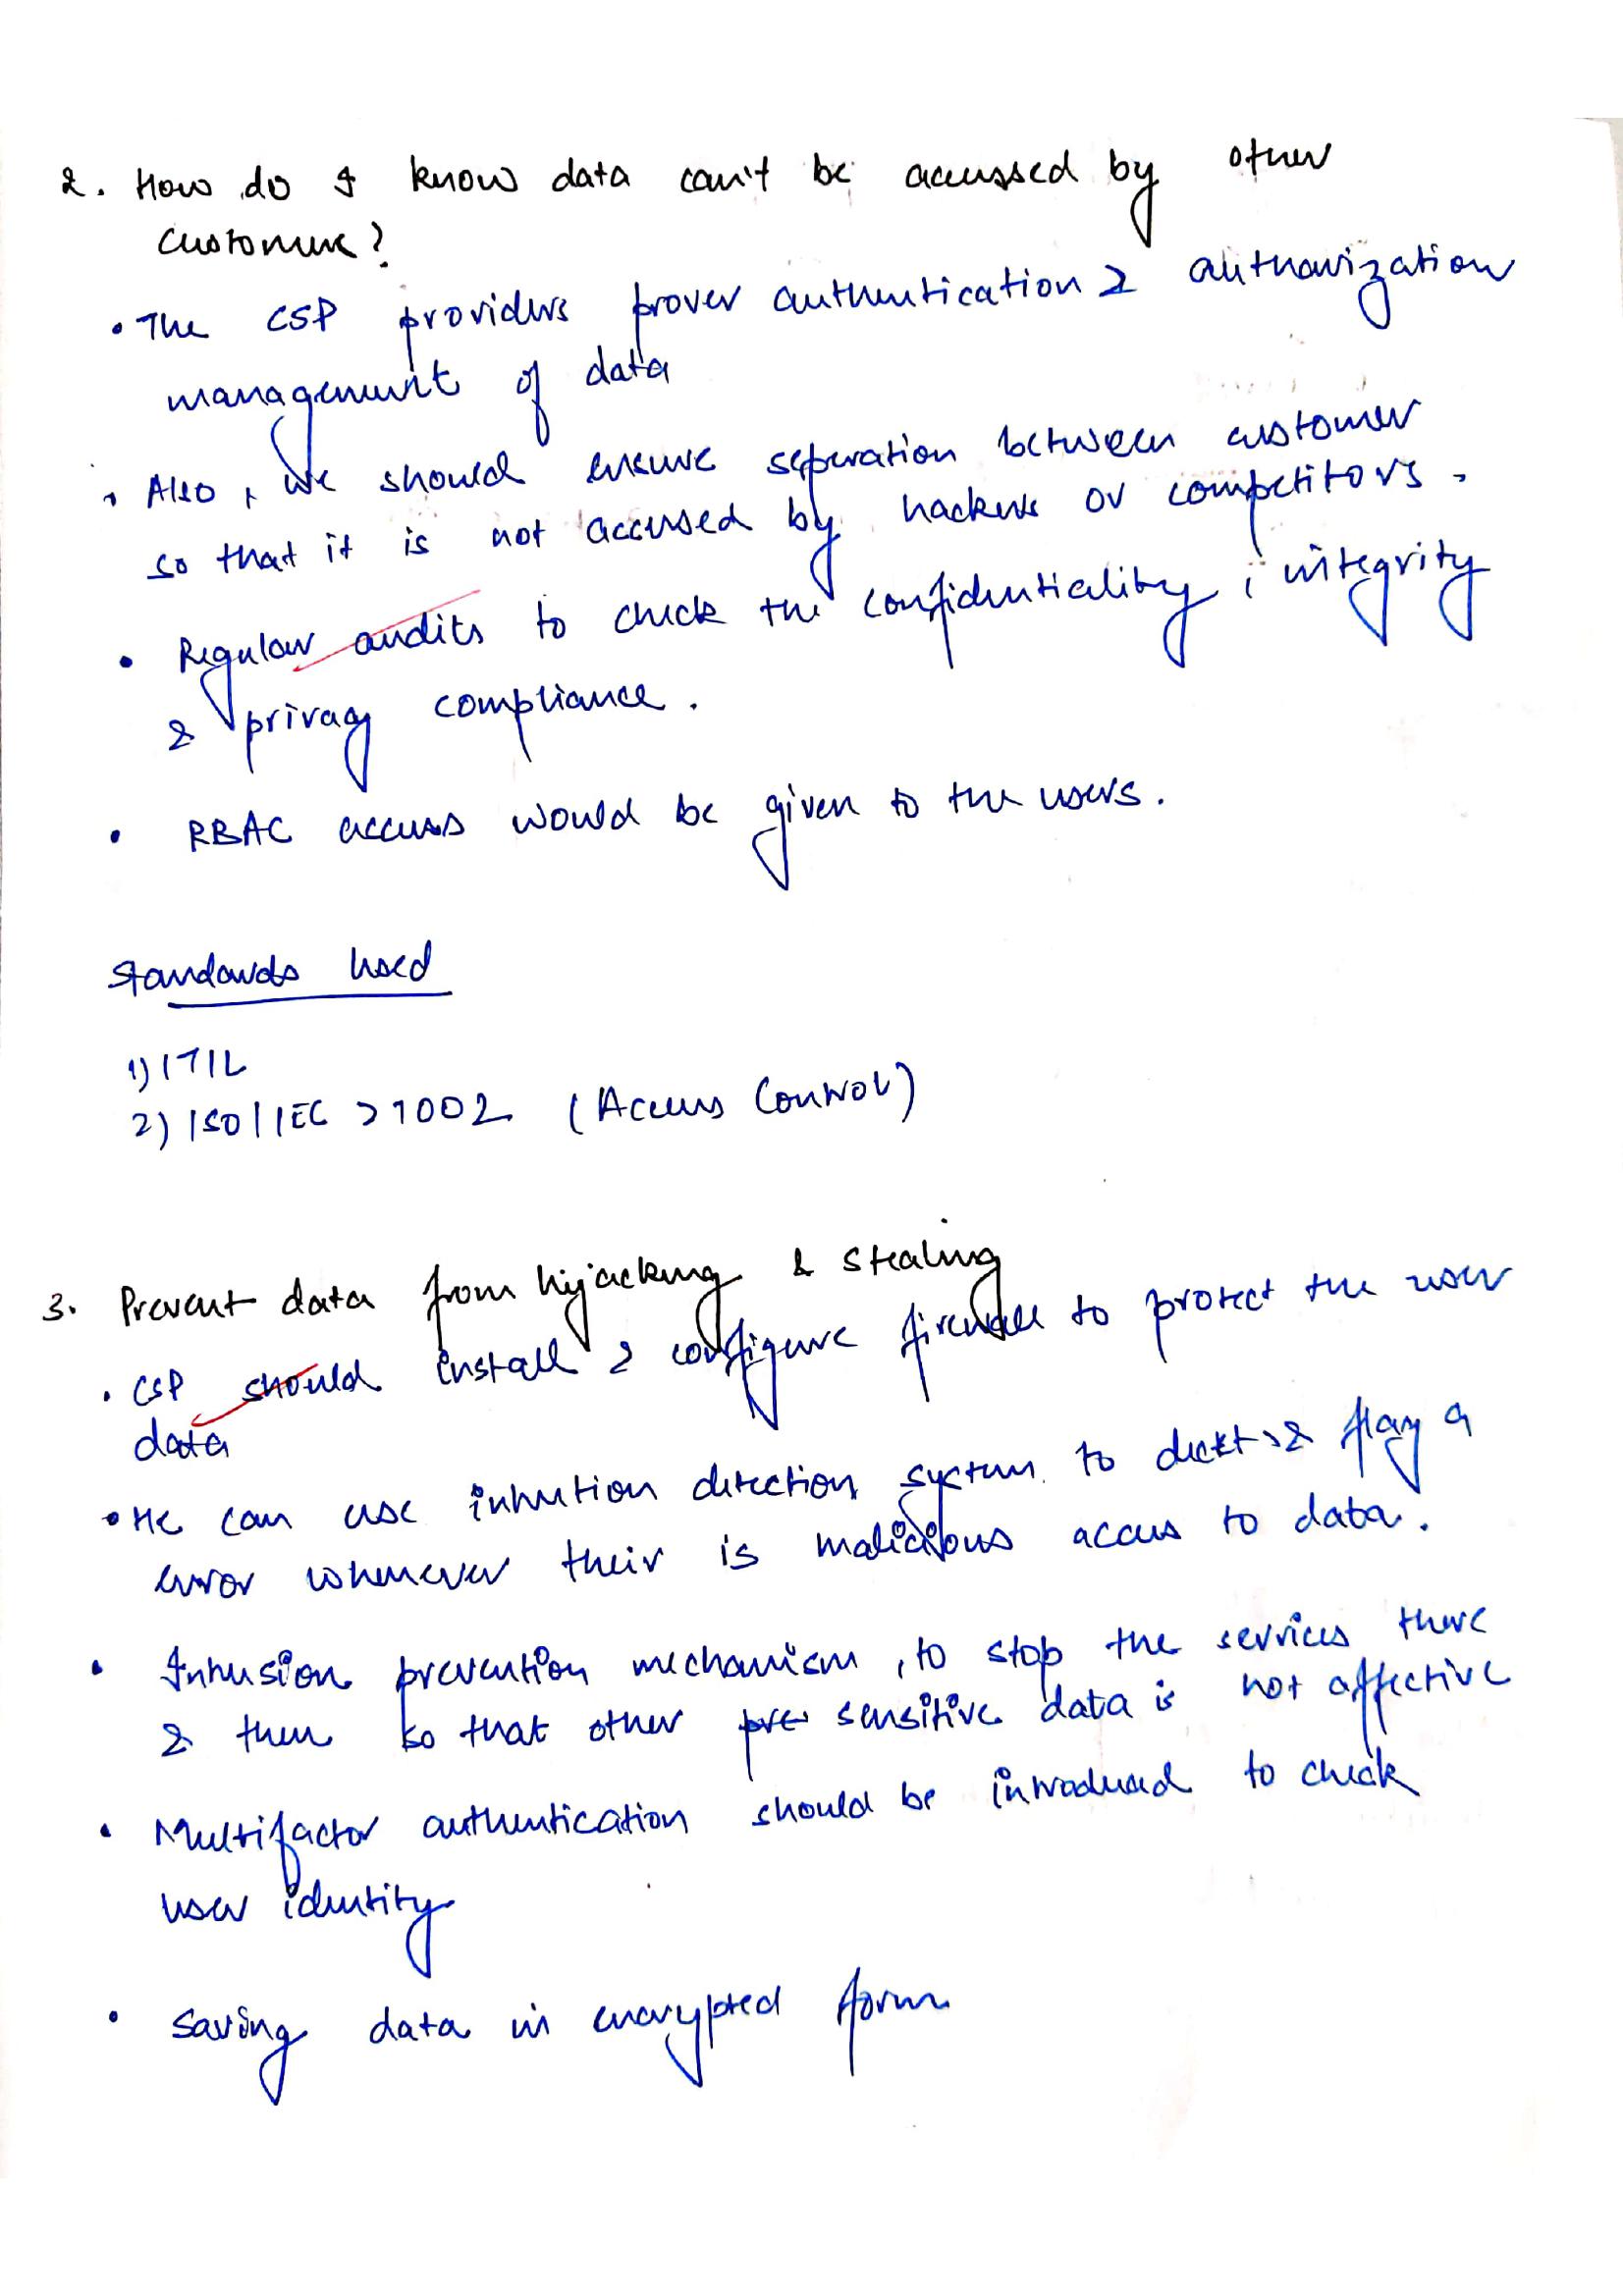 2. How do I know data can't be accessed by other
customer?
• The CSP providers prover authentication & authorization
management of data
• Also, we should ensure seperation between customer
so that it is not accessed by hackers or competitors.
• Regular audits to check the confidentiality, integrity
& privacy compliance.
• RBAC access would be given to the users.
Standards Used
1) ITIL
2) ISO/IEC 27002 (Access Control)
3. Prevent data from hijacking & stealing
• CSP should install & configure firewall to protect the user
data
• He can use detection system to & flag a
error whenever their is malicious access to data.
• Intrusion prevention mechanism, to stop the services there
& then so that other sensitive data is not affective
• Multifactor authentication should be introduced to check
user identity
• Saving data in encrypted form